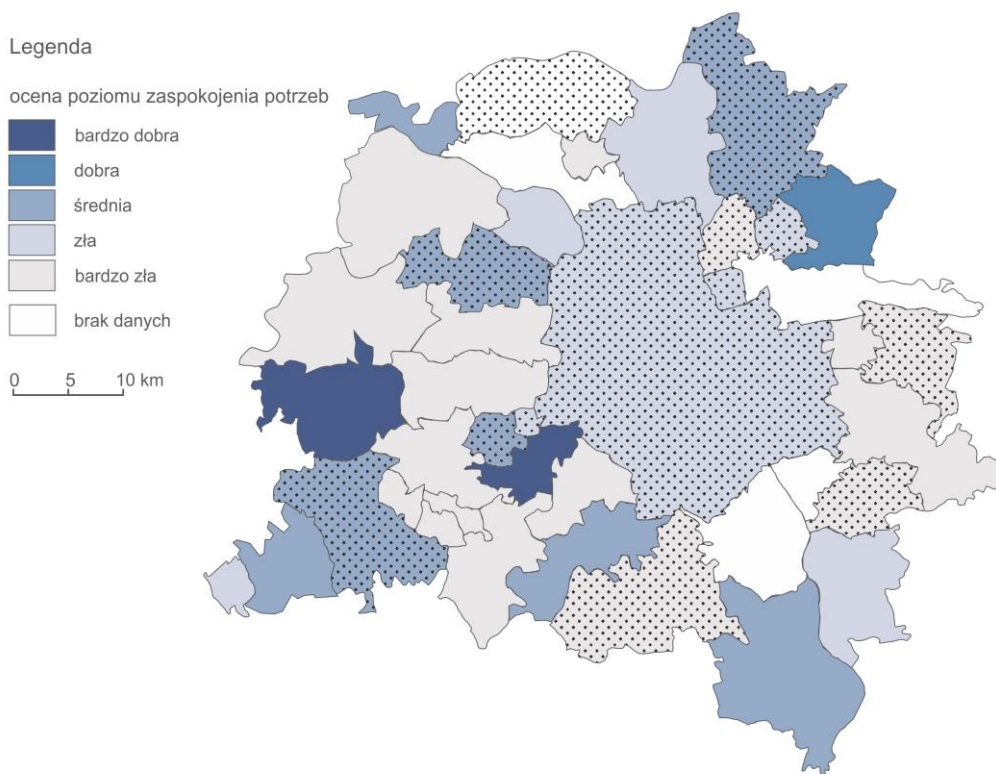 Legenda
ocena poziomu zaspokojenia potrzeb
bardzo dobra
dobra
średnia
zła
bardzo zła
brak danych
0 5 10 km